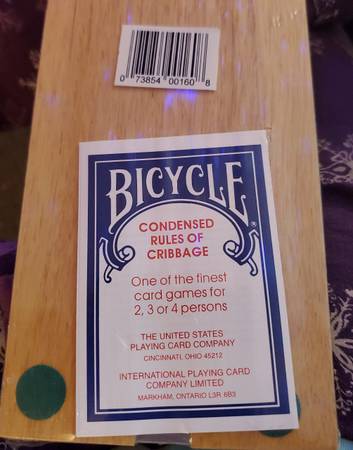 0 73854 00160 8
BICYCLE®
CONDENSED
RULES OF
CRIBBAGE
One of the finest
card games for
2, 3 or 4 persons
THE UNITED STATES
PLAYING CARD COMPANY
CINCINNATI, OHIO 45212
INTERNATIONAL PLAYING CARD
COMPANY LIMITED
MARKHAM, ONTARIO L3R 6B3